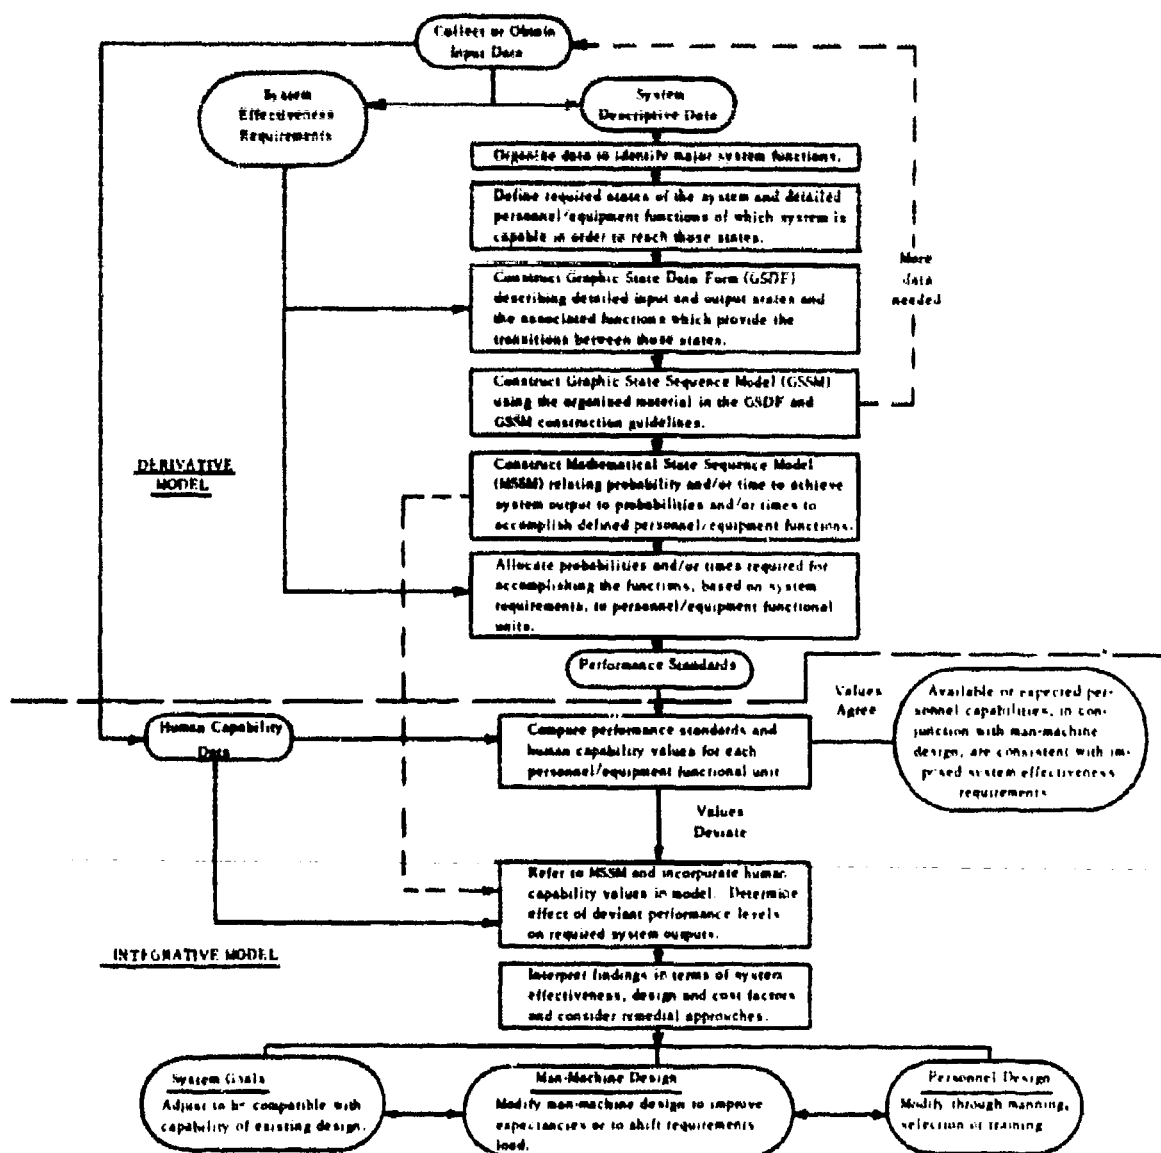 Collect or Obtain
Input Data
System
Effectiveness
Requirements
System
Descriptive Data
Organize data to identify major system functions.
Define required states of the system and detailed
personnel/equipment functions of which system is
capable in order to reach those states.
More
data
needed
Construct Graphic State Data Form (GSDF)
describing detailed input and output states and
the associated functions which provide the
transitions between those states.
Construct Graphic State Sequence Model (GSSM)
using the organized material in the GSDF and
GSSM construction guidelines.
DERIVATIVE
MODEL
Construct Mathematical State Sequence Model
(MSSM) relating probability and/or time to achieve
system output to probabilities and/or times to
accomplish defined personnel/equipment functions.
Allocate probabilities and/or times required for
accomplishing the functions, based on system
requirements, to personnel/equipment functional
units.
Performance Standards
Human Capability
Data
Compare performance standards and
human capability values for each
personnel/equipment functional unit
Values
Agree
Available or expected per-
sonnel capabilities, in con-
junction with man-machine
design, are consistent with im-
posed system effectiveness
requirements
Values
Deviate
Refer to MSSM and incorporate human
capability values in model. Determine
effect of deviant performance levels
on required system outputs.
INTEGRATIVE MODEL
Interpret findings in terms of system
effectiveness, design and cost factors
and consider remedial approaches.
System Goals
Adjust to be compatible with
capability of existing design.
Man-Machine Design
Modify man-machine design to improve
expectancies or to shift requirements
load.
Personnel Design
Modify through manning,
selection or training